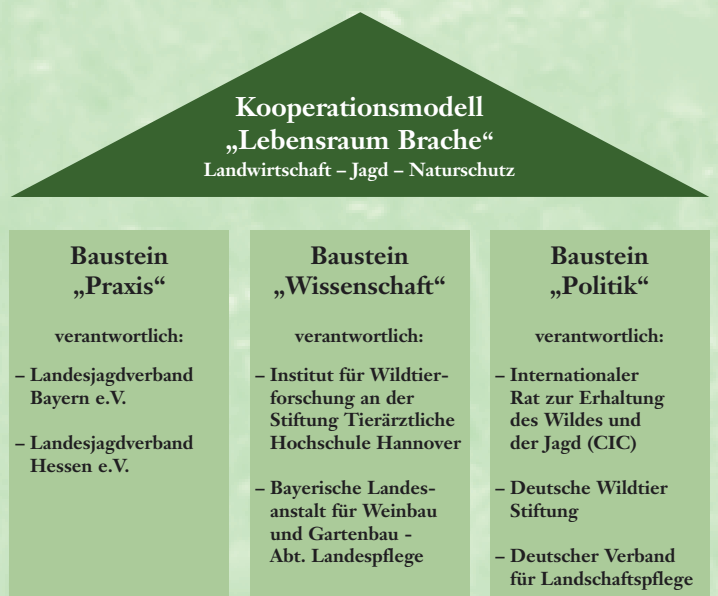 Kooperationsmodell
„Lebensraum Brache“
Landwirtschaft – Jagd – Naturschutz
Baustein
„Praxis“
verantwortlich:
– Landesjagdverband
Bayern e.V.
– Landesjagdverband
Hessen e.V.
Baustein
„Wissenschaft“
verantwortlich:
– Institut für Wildtier-
forschung an der
Stiftung Tierärztliche
Hochschule Hannover
– Bayerische Landes-
anstalt für Weinbau
und Gartenbau -
Abt. Landespflege
Baustein
„Politik“
verantwortlich:
– Internationaler
Rat zur Erhaltung
des Wildes und
der Jagd (CIC)
– Deutsche Wildtier
Stiftung
– Deutscher Verband
für Landschaftspflege